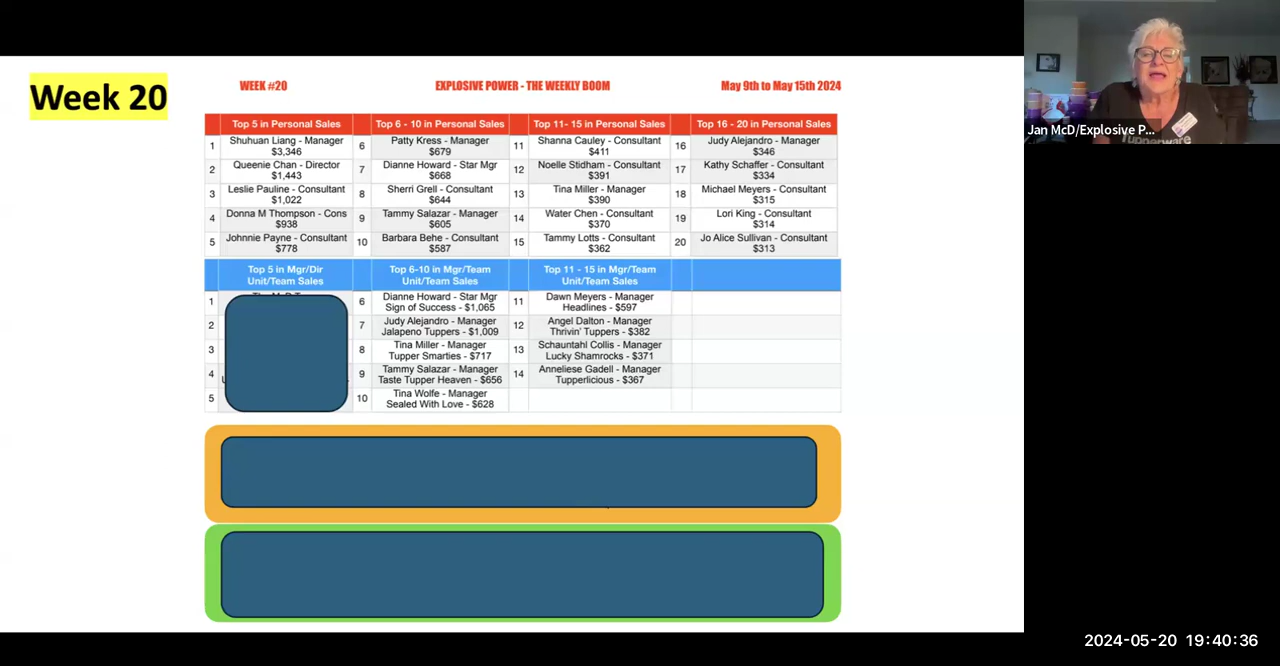 Week 20
WEEK #20 EXPLOSIVE POWER - THE WEEKLY BOOM May 9th to May 15th 2024
Top 5 in Personal Sales Top 6 - 10 in Personal Sales Top 11- 15 in Personal Sales Top 16 - 20 in Personal Sales
1 Shuhuan Liang - Manager 6 Patty Kress - Manager 11 Shanna Cauley - Consultant 16 Judy Alejandro - Manager
$3,346 $679 $411 $346
2 Queenie Chan - Director 7 Dianne Howard - Star Mgr 12 Noelle Stidham - Consultant 17 Kathy Schaffer - Consultant
$1,443 $668 $391 $334
3 Leslie Pauline - Consultant 8 Sherri Grell - Consultant 13 Tina Miller - Manager 18 Michael Meyers - Consultant
$1,022 $644 $390 $315
4 Donna M Thompson - Cons 9 Tammy Salazar - Manager 14 Water Chen - Consultant 19 Lori King - Consultant
$938 $605 $370 $314
5 Johnnie Payne - Consultant 10 Barbara Behe - Consultant 15 Tammy Lotts - Consultant 20 Jo Alice Sullivan - Consultant
$778 $587 $362 $313
Top 5 in Mgr/Dir Top 6-10 in Mgr/Team Top 11 - 15 in Mgr/Team
Unit/Team Sales Unit/Team Sales Unit/Team Sales
1 6 Dianne Howard - Star Mgr 11 Dawn Meyers - Manager
Sign of Success - $1,065 Headlines - $597
2 7 Judy Alejandro - Manager 12 Angel Dalton - Manager
Jalapeno Tuppers - $1,009 Thrivin' Tuppers - $382
3 8 Tina Miller - Manager 13 Schauntahl Collis - Manager
Tupper Smarties - $717 Lucky Shamrocks - $371
4 9 Tammy Salazar - Manager 14 Anneliese Gadell - Manager
Taste Tupper Heaven - $656 Tupperlicious - $367
5 10 Tina Wolfe - Manager
Sealed With Love - $628
Jan McD/Explosive P...
Tupperware
2024-05-20 19:40:36